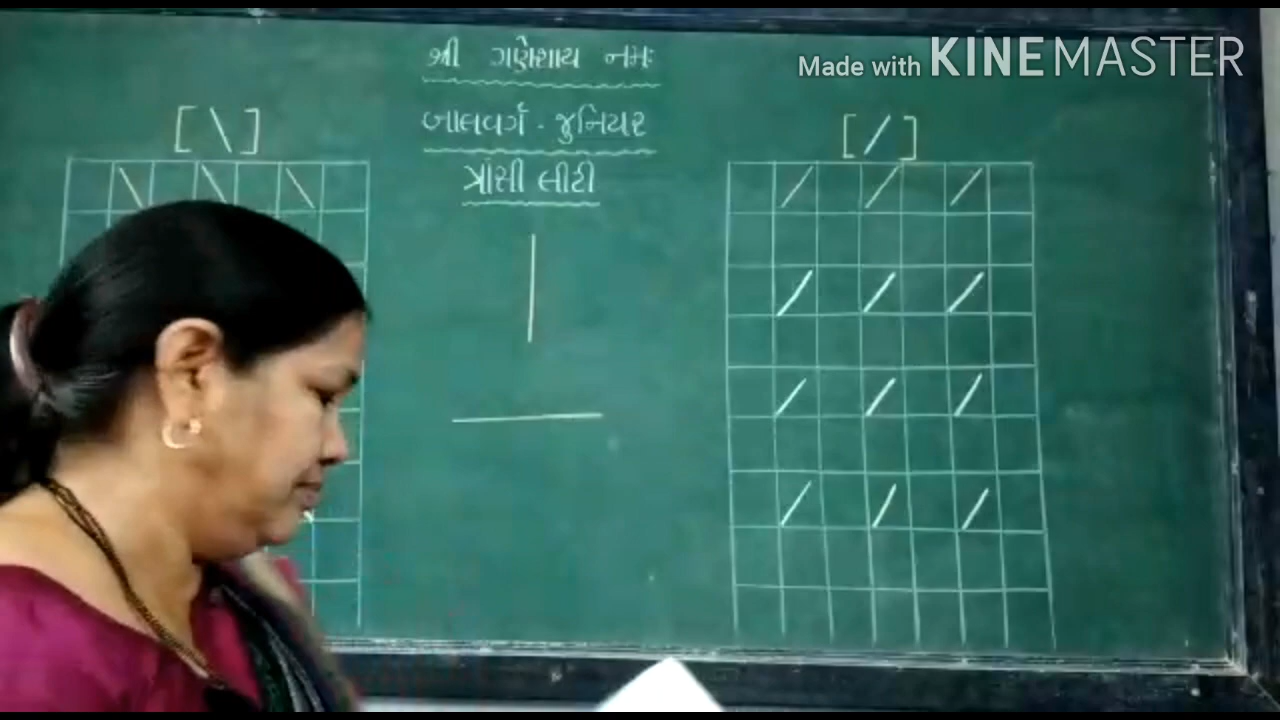 Made with KINEMASTER
શ્રી ગણેશાય નમઃ
બાલવર્ગ - જુનિયર
ત્રાંસી લીટી
[ \ ]
[ / ]